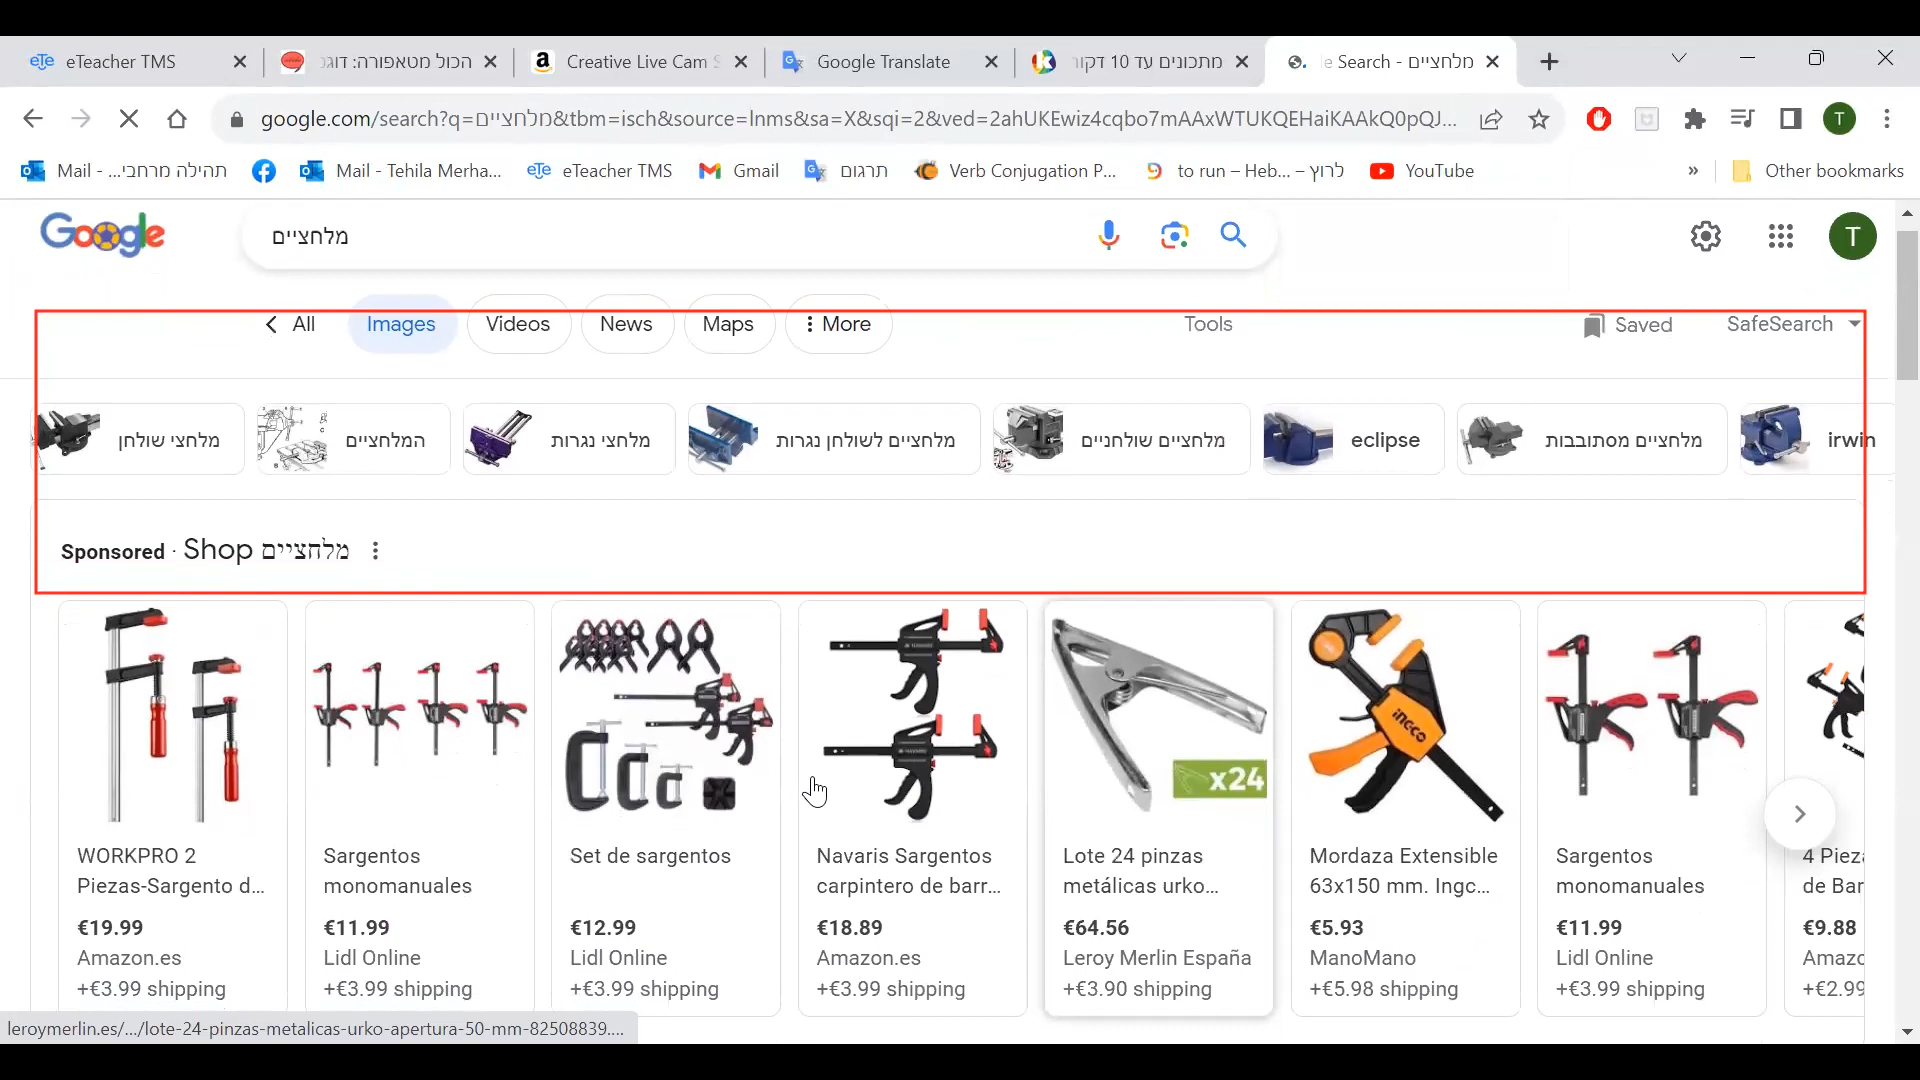 eTeacher TMS
הכול מטאפורה: דוגמ
Creative Live Cam S
Google Translate
מתכונים עד 10 דקור
מלחציים - le Search
google.com/search?q=מלחציים&tbm=isch&source=lnms&sa=X&sqi=2&ved=2ahUKEwiz4cqbo7mAAxWTUKQEHaiKAAkQ0pQJ...
T
Mail - ...תהילה מרחבי
Mail - Tehila Merha...
eTeacher TMS
Gmail
תרגום
Verb Conjugation P...
to run – Heb... – לרוץ
YouTube
»
Other bookmarks
Google
מלחציים
T
All
Images
Videos
News
Maps
More
Tools
Saved
SafeSearch
מלחצי שולחן
המלחציים
מלחצי נגרות
מלחציים לשולחן נגרות
מלחציים שולחניים
eclipse
מלחציים מסתובבות
irwin
Sponsored · Shop מלחציים
x24
INGCO
WORKPRO 2
Piezas-Sargento d...
€19.99
Amazon.es
+€3.99 shipping
Sargentos
monomanuales
€11.99
Lidl Online
+€3.99 shipping
Set de sargentos
€12.99
Lidl Online
+€3.99 shipping
Navaris Sargentos
carpintero de barr...
€18.89
Amazon.es
+€3.99 shipping
Lote 24 pinzas
metálicas urko...
€64.56
Leroy Merlin España
+€3.90 shipping
Mordaza Extensible
63x150 mm. Ingc...
€5.93
ManoMano
+€5.98 shipping
Sargentos
monomanuales
€11.99
Lidl Online
+€3.99 shipping
4 Pieza
de Bar
€9.88
Amazo
+€2.99
leroymerlin.es/.../lote-24-pinzas-metalicas-urko-apertura-50-mm-82508839....